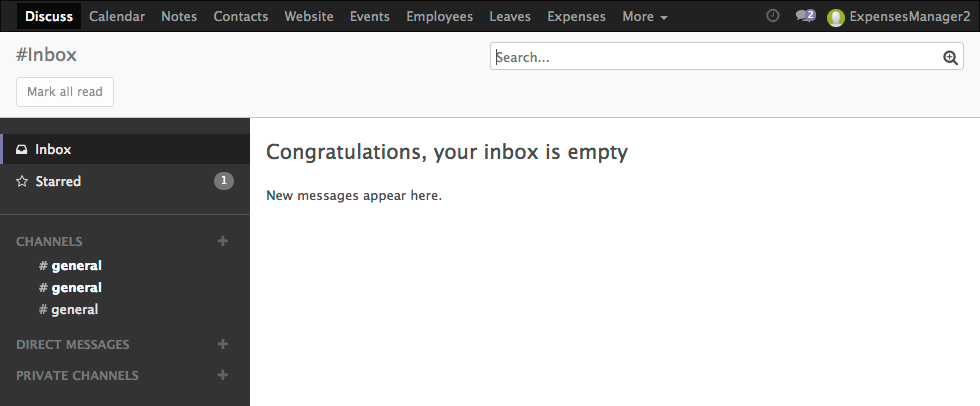 Discuss Calendar Notes Contacts Website Events Employees Leaves Expenses More 2 ExpensesManager2
#Inbox
Search...
Mark all read
Inbox
Starred 1
CHANNELS +
# general
# general
# general
DIRECT MESSAGES +
PRIVATE CHANNELS +
Congratulations, your inbox is empty
New messages appear here.